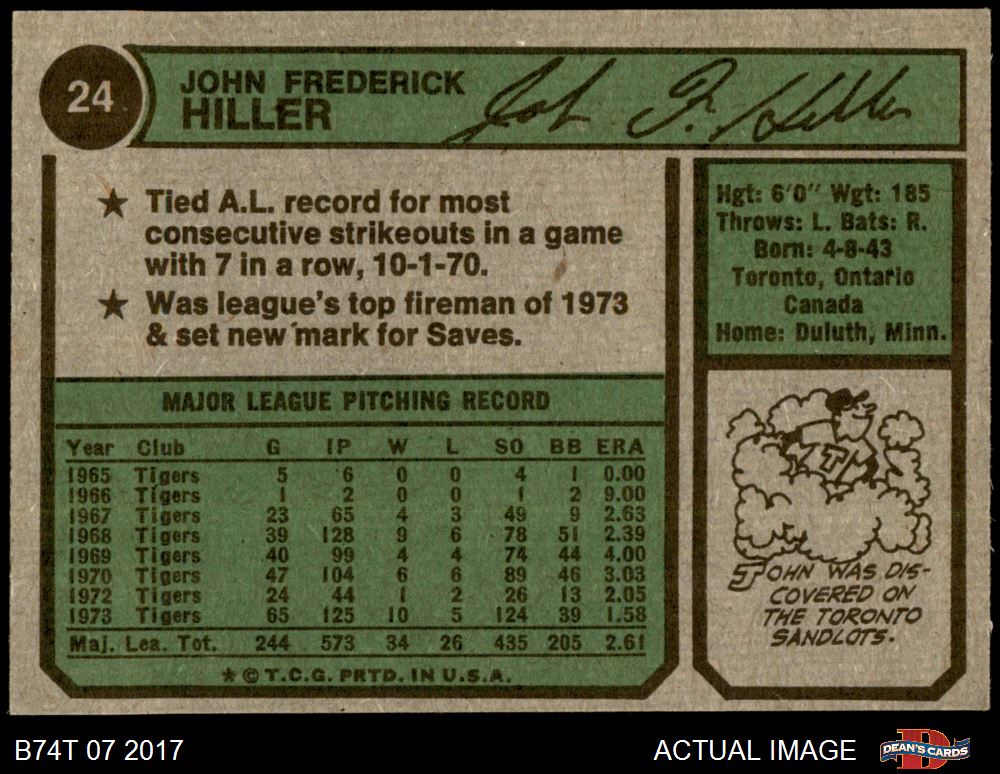 24
JOHN FREDERICK
HILLER
John F. Hiller
★ Tied A.L. record for most
consecutive strikeouts in a game
with 7 in a row, 10-1-70.
★ Was league's top fireman of 1973
& set new mark for Saves.
Hgt: 6'0" Wgt: 185
Throws: L. Bats: R.
Born: 4-8-43
Toronto, Ontario
Canada
Home: Duluth, Minn.
MAJOR LEAGUE PITCHING RECORD
Year Club G IP W L SO BB ERA
1965 Tigers 5 6 0 0 4 1 0.00
1966 Tigers 1 2 0 0 1 2 9.00
1967 Tigers 23 65 4 3 49 9 2.63
1968 Tigers 39 128 9 6 78 51 2.39
1969 Tigers 40 99 4 4 74 44 4.00
1970 Tigers 47 104 6 6 89 46 3.03
1972 Tigers 24 44 1 2 26 13 2.05
1973 Tigers 65 125 10 5 124 39 1.58
Maj. Lea. Tot. 244 573 34 26 435 205 2.61
★ © T.C.G. PRTD. IN U.S.A.
TM
JOHN WAS DIS-
COVERED ON
THE TORONTO
SANDLOTS.
B74T 07 2017
ACTUAL IMAGE
DEAN'S CARDS